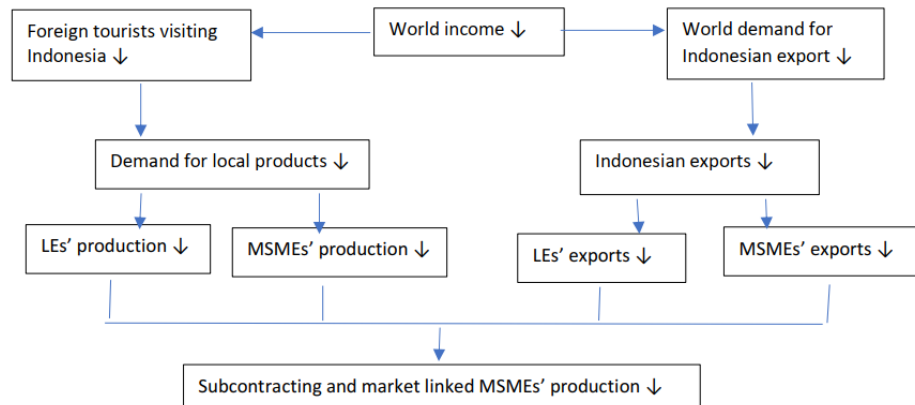 Foreign tourists visiting
Indonesia ↓
World income ↓
World demand for
Indonesian export ↓
Demand for local products ↓
Indonesian exports ↓
LEs’ production ↓
MSMEs’ production ↓
LEs’ exports ↓
MSMEs’ exports ↓
Subcontracting and market linked MSMEs’ production ↓